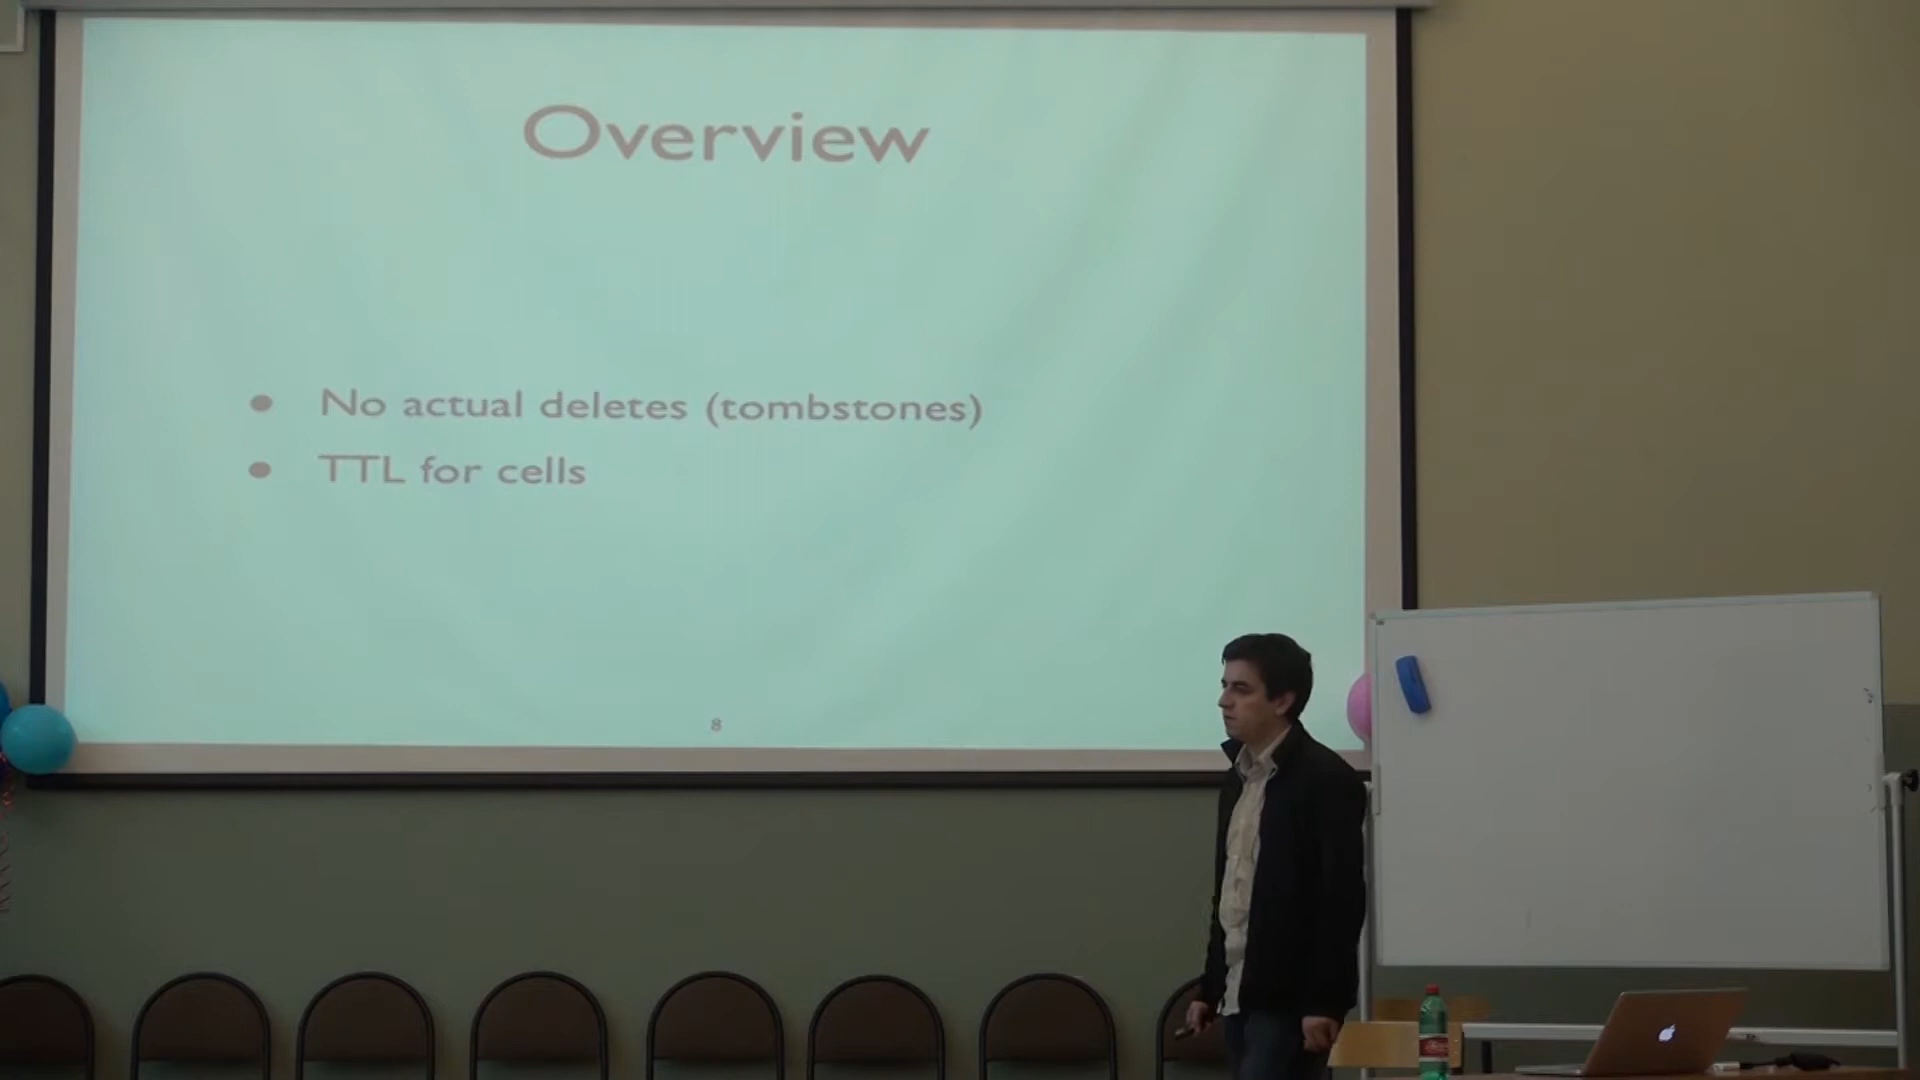 Overview
• No actual deletes (tombstones)
• TTL for cells
8